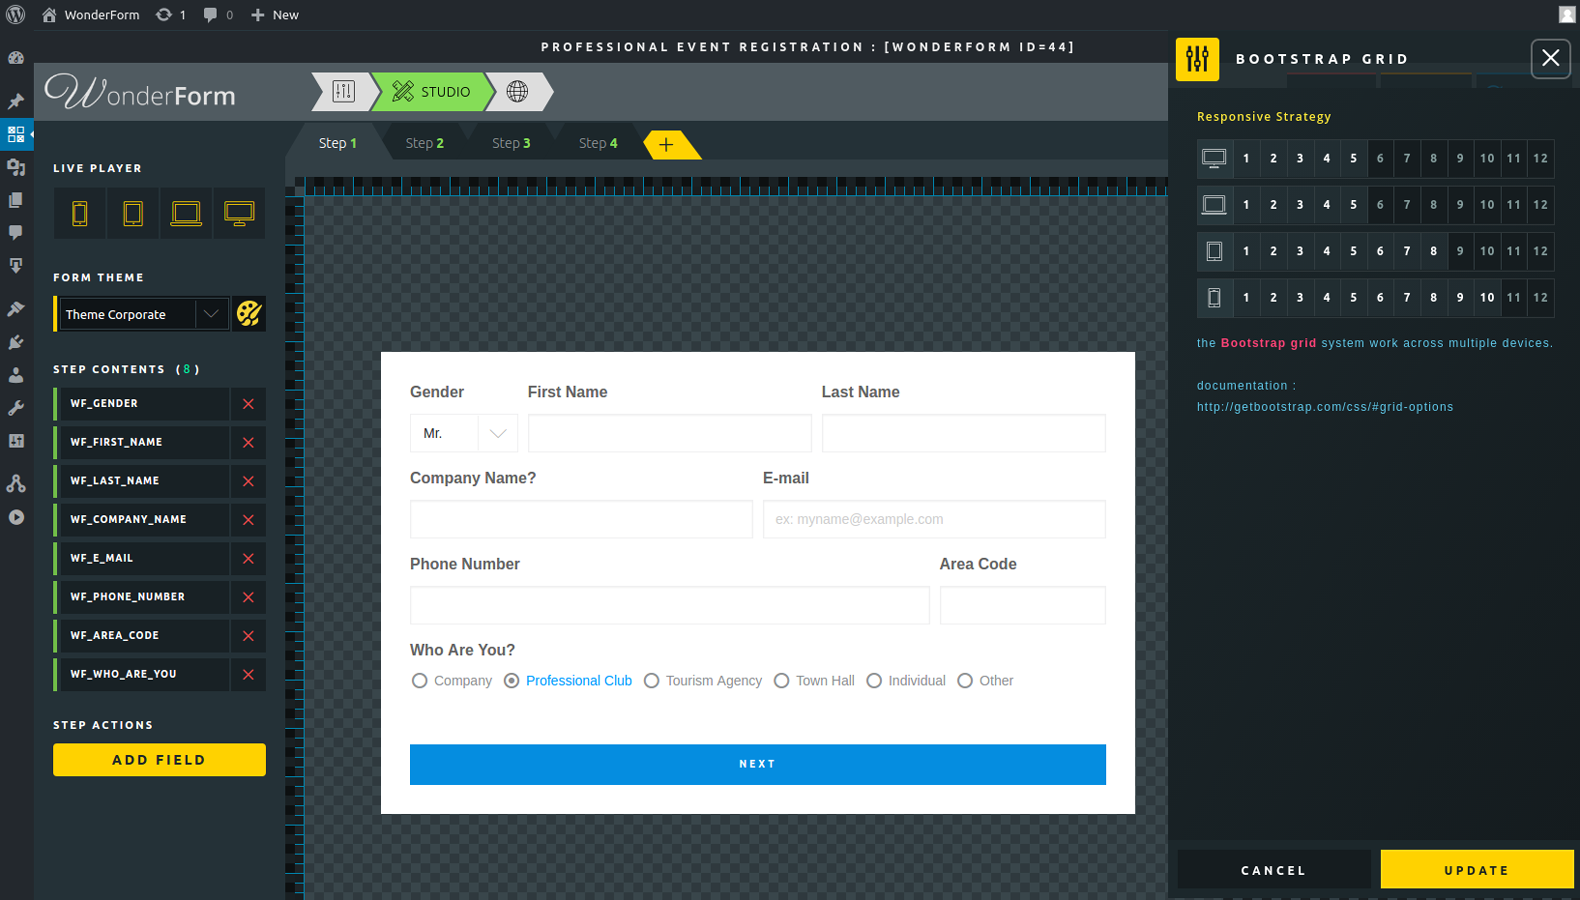 WonderForm 1 0 New
PROFESSIONAL EVENT REGISTRATION : [WONDERFORM ID=44]
BOOTSTRAP GRID
WonderForm
STUDIO
Step 1 Step 2 Step 3 Step 4
LIVE PLAYER
FORM THEME
Theme Corporate
STEP CONTENTS (8)
WF_GENDER
WF_FIRST_NAME
WF_LAST_NAME
WF_COMPANY_NAME
WF_E_MAIL
WF_PHONE_NUMBER
WF_AREA_CODE
WF_WHO_ARE_YOU
STEP ACTIONS
ADD FIELD
Gender First Name Last Name
Mr.
Company Name? E-mail
ex: myname@example.com
Phone Number Area Code
Who Are You?
Company Professional Club Tourism Agency Town Hall Individual Other
NEXT
Responsive Strategy
1 2 3 4 5 6 7 8 9 10 11 12
1 2 3 4 5 6 7 8 9 10 11 12
1 2 3 4 5 6 7 8 9 10 11 12
1 2 3 4 5 6 7 8 9 10 11 12
the Bootstrap grid system work across multiple devices.
documentation :
http://getbootstrap.com/css/#grid-options
CANCEL UPDATE